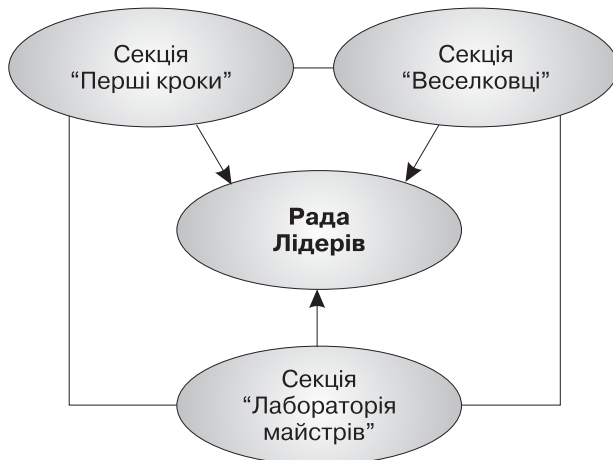 Секція
“Перші кроки”
Секція
“Веселковці”
Рада
Лідерів
Секція
“Лабораторія
майстрів”